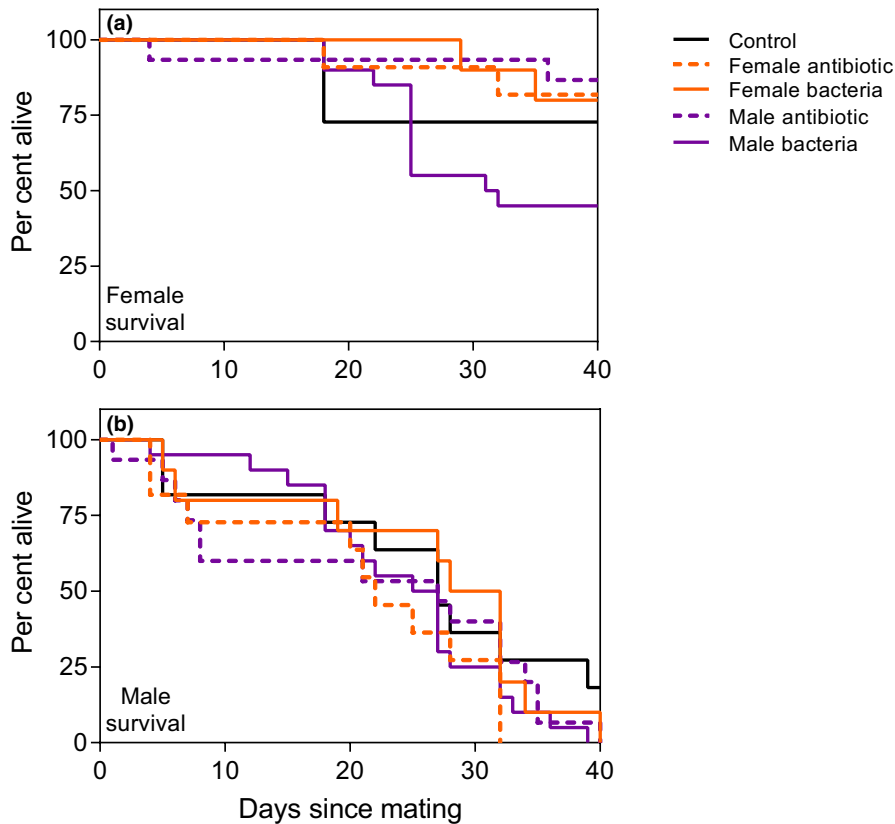 (a)
100
75
50
25
0
Per cent alive
Female
survival
0 10 20 30 40
Control
Female antibiotic
Female bacteria
Male antibiotic
Male bacteria
(b)
100
75
50
25
0
Per cent alive
Male
survival
0 10 20 30 40
Days since mating